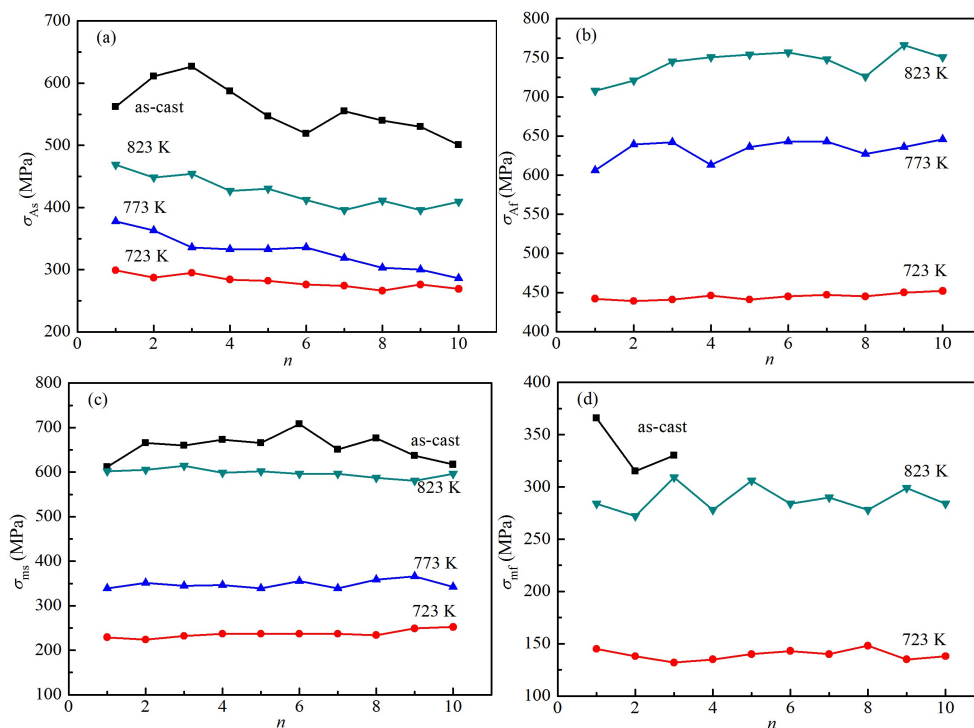 (a)
700
600
500
400
300
200
σAs (MPa)
as-cast
823 K
773 K
723 K
0 2 4 6 8 10
n
(b)
750
700
650
600
550
500
450
400
σAf (MPa)
823 K
773 K
723 K
0 2 4 6 8 10
n
(c)
800
700
600
500
400
300
200
100
σms (MPa)
as-cast
823 K
773 K
723 K
0 2 4 6 8 10
n
(d)
400
350
300
250
200
150
100
σmf (MPa)
as-cast
823 K
723 K
0 2 4 6 8 10
n